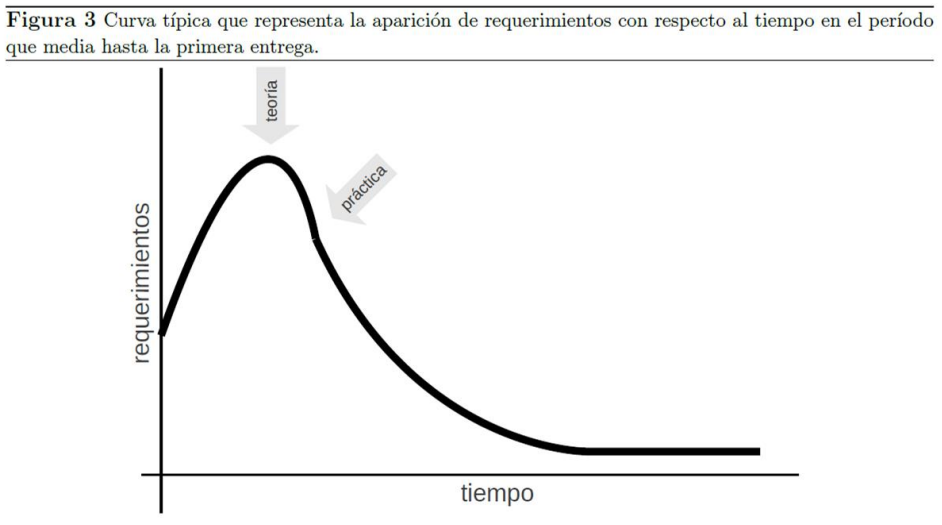 Figura 3 Curva típica que representa la aparición de requerimientos con respecto al tiempo en el período
que media hasta la primera entrega.
teoría
práctica
requerimientos
tiempo